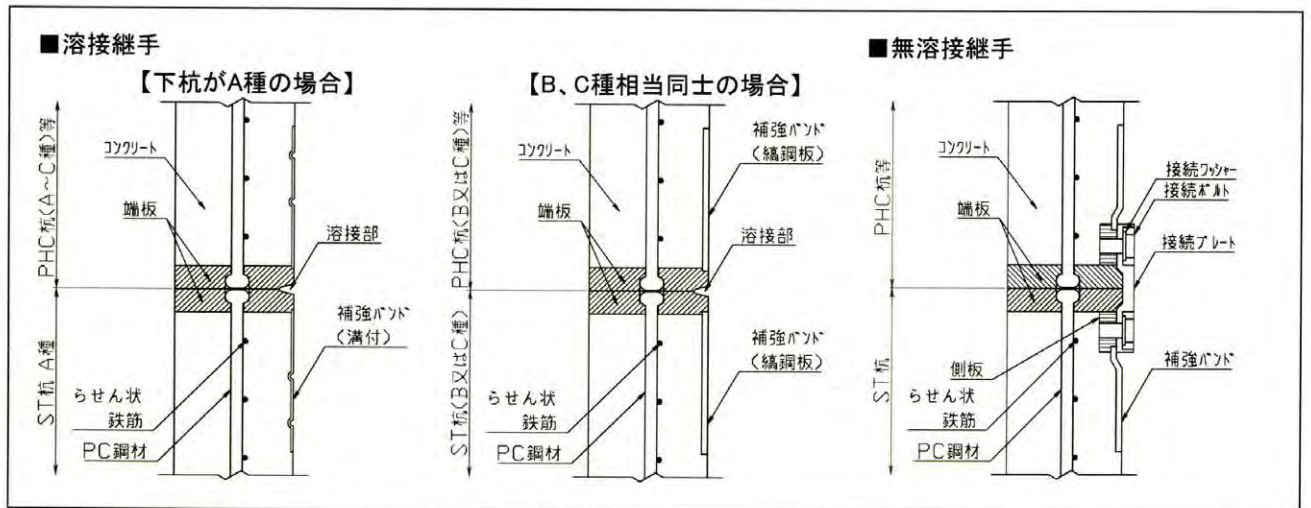 ■溶接継手
【下杭がA種の場合】
PHC杭(A～C種)等
ST杭 A種
コンクリート
端板
溶接部
補強バンド
(溝付)
らせん状
鉄筋
PC鋼材
【B、C種相当同士の場合】
PHC杭(B又はC種)等
ST杭(B又はC種)
コンクリート
補強バンド
(縞鋼板)
端板
溶接部
補強バンド
(縞鋼板)
らせん状
鉄筋
PC鋼材
■無溶接継手
PHC杭等
ST杭
コンクリート
接続ワッシャー
接続ボルト
端板
接続プレート
側板
補強バンド
らせん状
鉄筋
PC鋼材